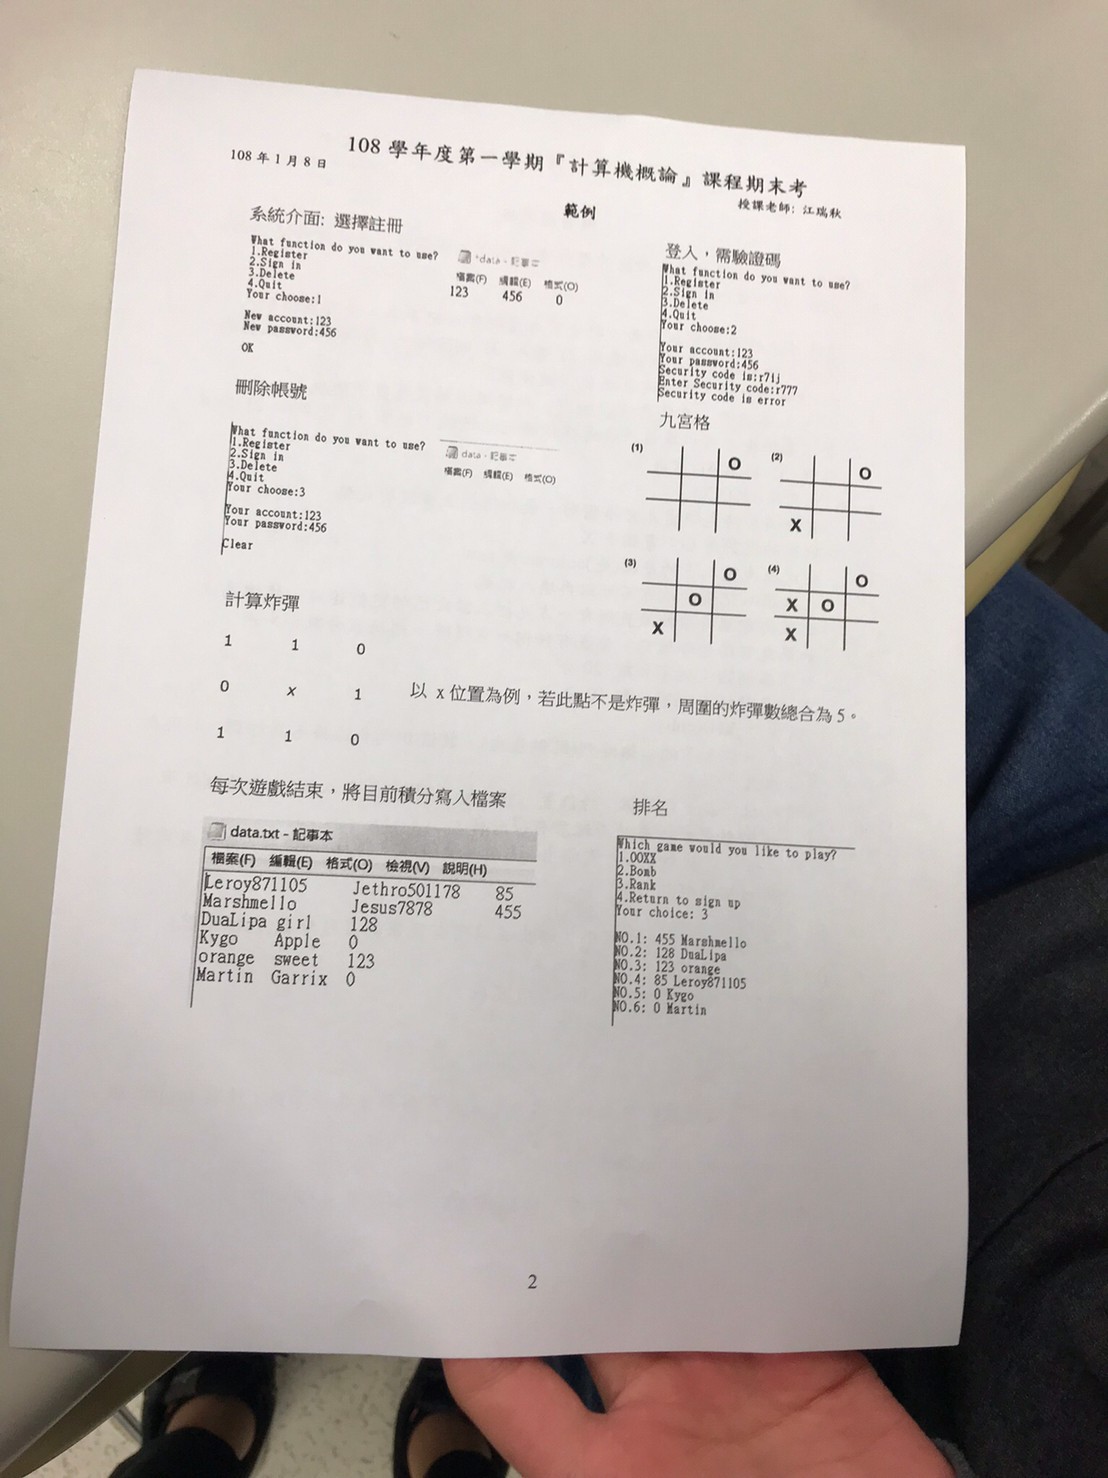 108 學年度第一學期『計算機概論』課程期末考
108 年 1 月 8 日
授課老師: 江瑞秋
範例
系統介面: 選擇註冊
What function do you want to use?
1.Register
2.Sign in
3.Delete
4.Quit
Your choose:1
New account:123
New password:456
OK
*data - 記事本
檔案(F) 編輯(E) 格式(O)
123 456 0
登入，需驗證碼
What function do you want to use?
1.Register
2.Sign in
3.Delete
4.Quit
Your choose:2
Your account:123
Your password:456
Security code is:r7ij
Enter Security code:r777
Security code is error
刪除帳號
What function do you want to use?
1.Register
2.Sign in
3.Delete
4.Quit
Your choose:3
Your account:123
Your password:456
Clear
data - 記事本
檔案(F) 編輯(E) 格式(O)
九宮格
(1)
O
(2)
O
X
(3)
O
O
X
(4)
O
X O
X
計算炸彈
1 1 0
0 x 1
1 1 0
以 x 位置為例，若此點不是炸彈，周圍的炸彈數總合為 5。
每次遊戲結束，將目前積分寫入檔案
data.txt - 記事本
檔案(F) 編輯(E) 格式(O) 檢視(V) 說明(H)
Leroy871105 Jethro501178 85
Marshmello Jesus7878 455
DuaLipa girl 128
Kygo Apple 0
orange sweet 123
Martin Garrix 0
排名
Which game would you like to play?
1.OOXX
2.Bomb
3.Rank
4.Return to sign up
Your choice: 3
NO.1: 455 Marshmello
NO.2: 128 DuaLipa
NO.3: 123 orange
NO.4: 85 Leroy871105
NO.5: 0 Kygo
NO.6: 0 Martin
2